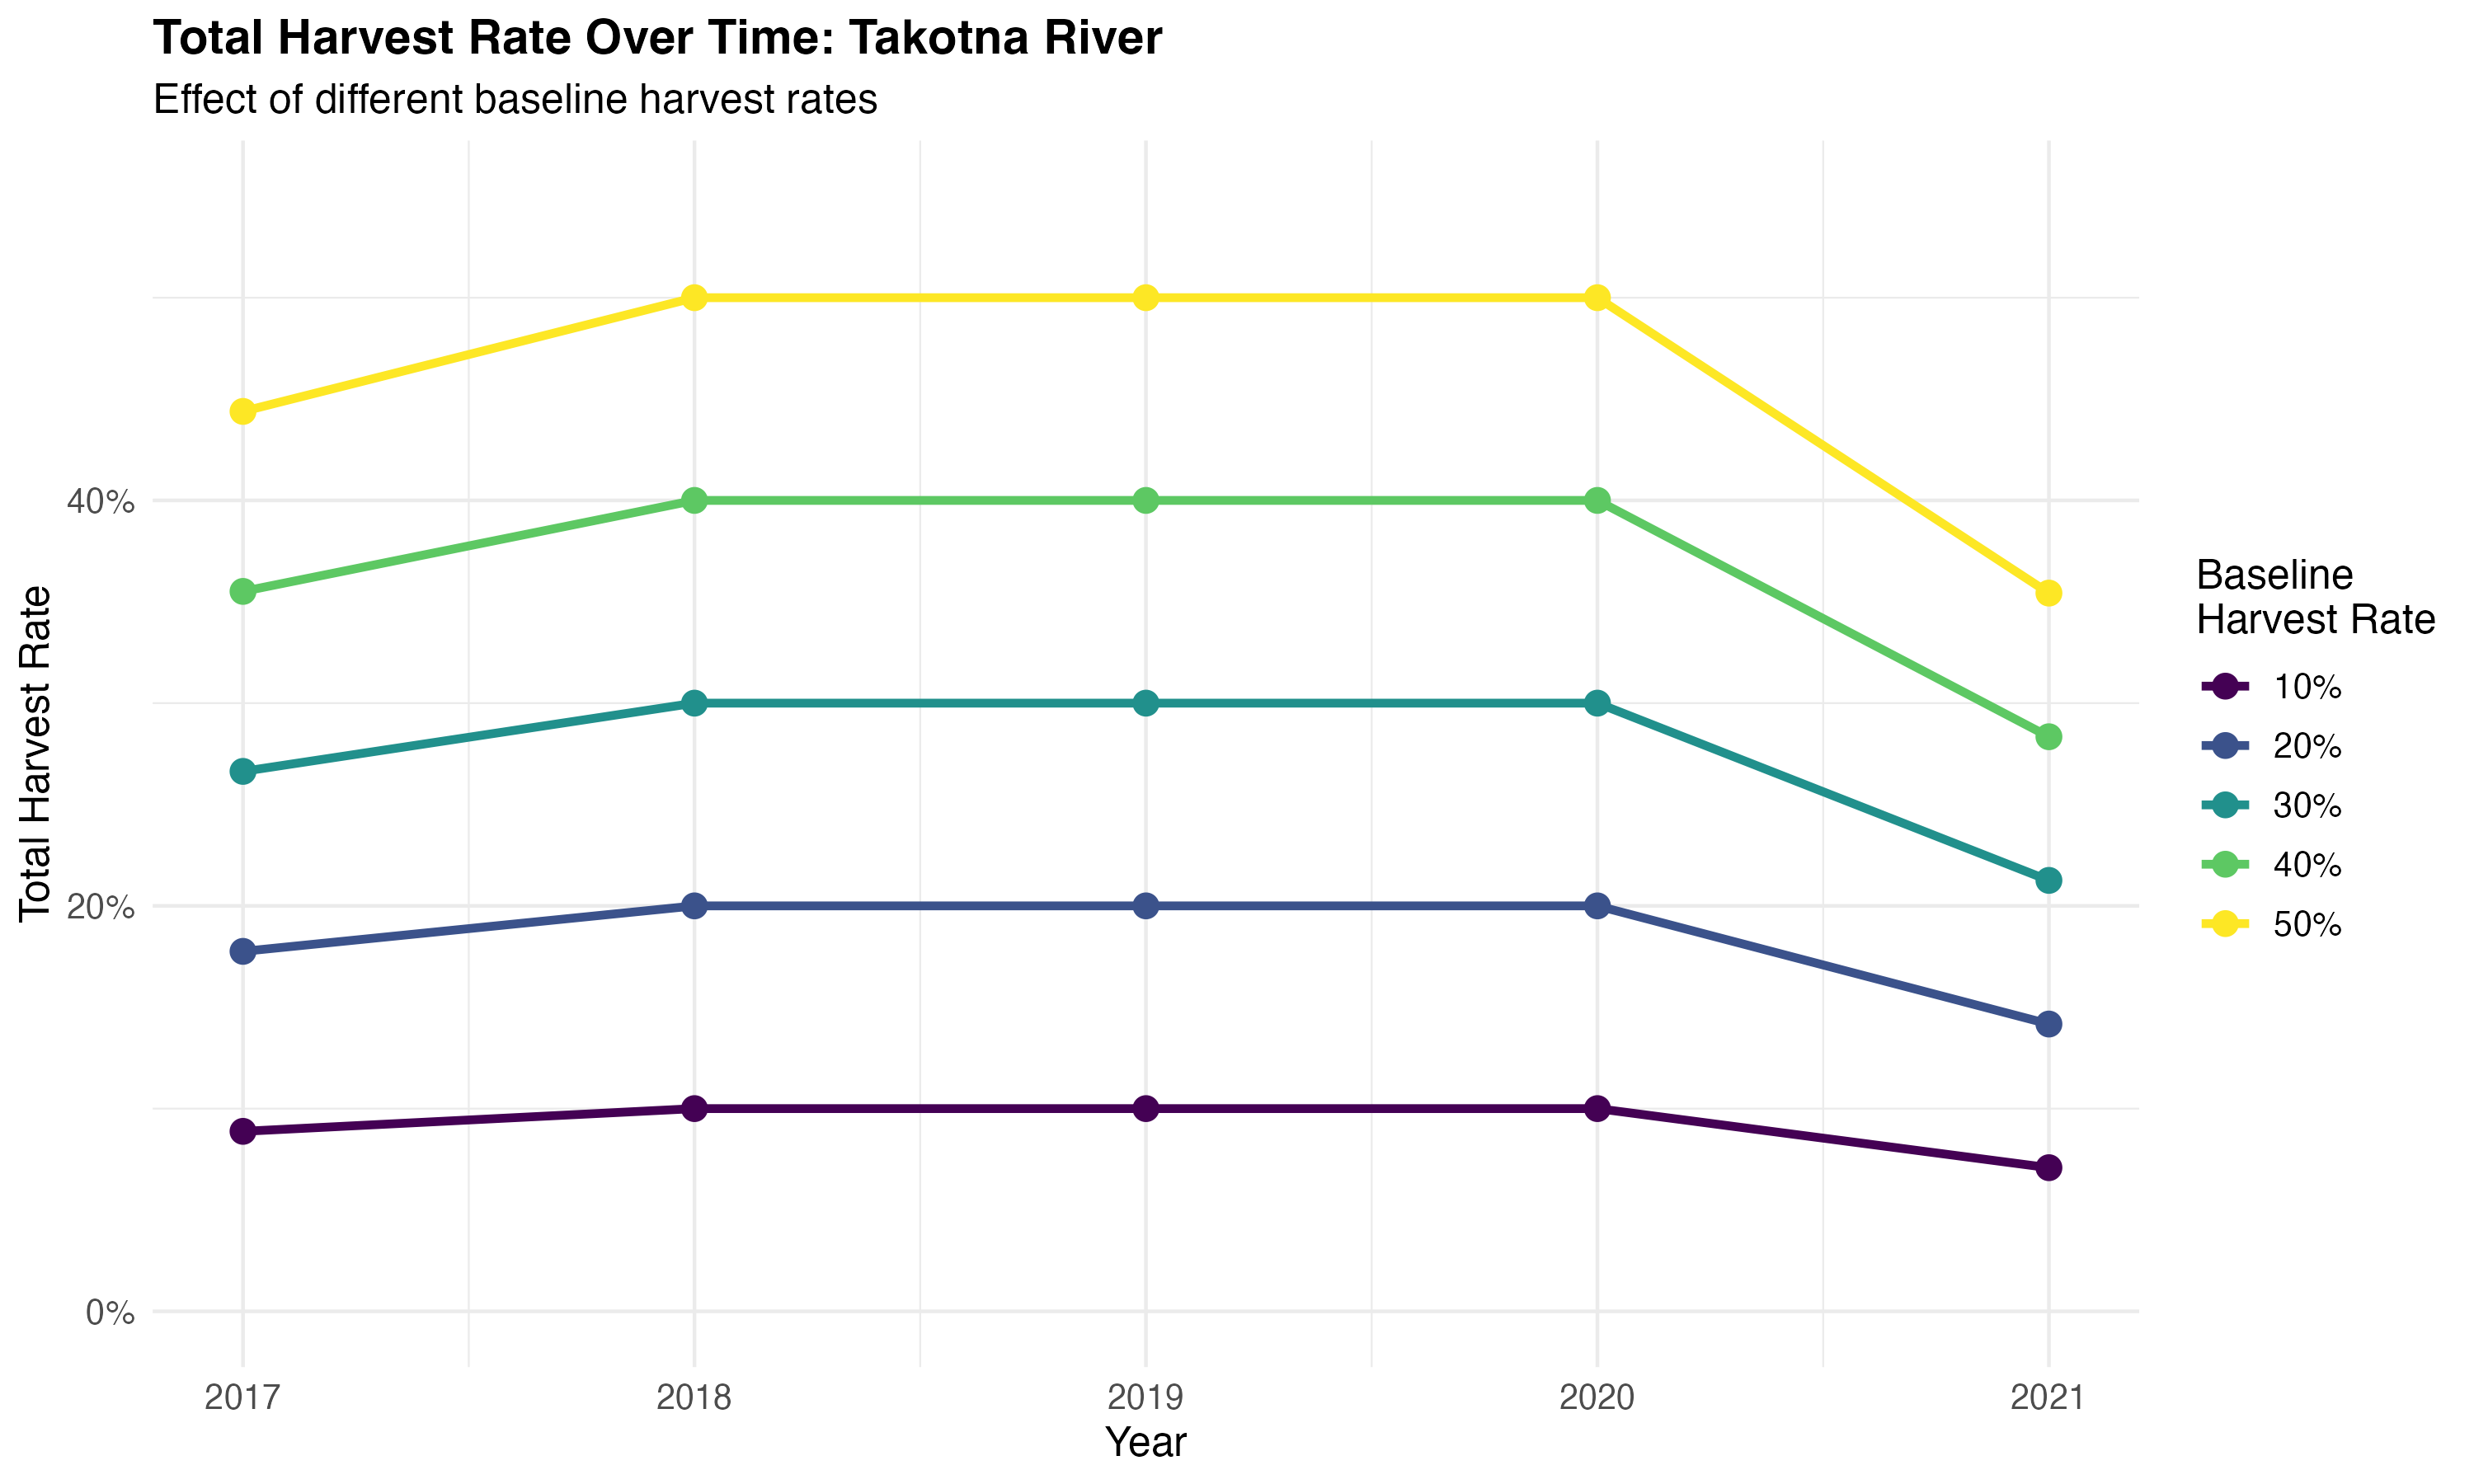 Total Harvest Rate Over Time: Takotna River
Effect of different baseline harvest rates
Total Harvest Rate
40%
20%
0%
2017
2018
2019
2020
2021
Year
Baseline
Harvest Rate
10%
20%
30%
40%
50%